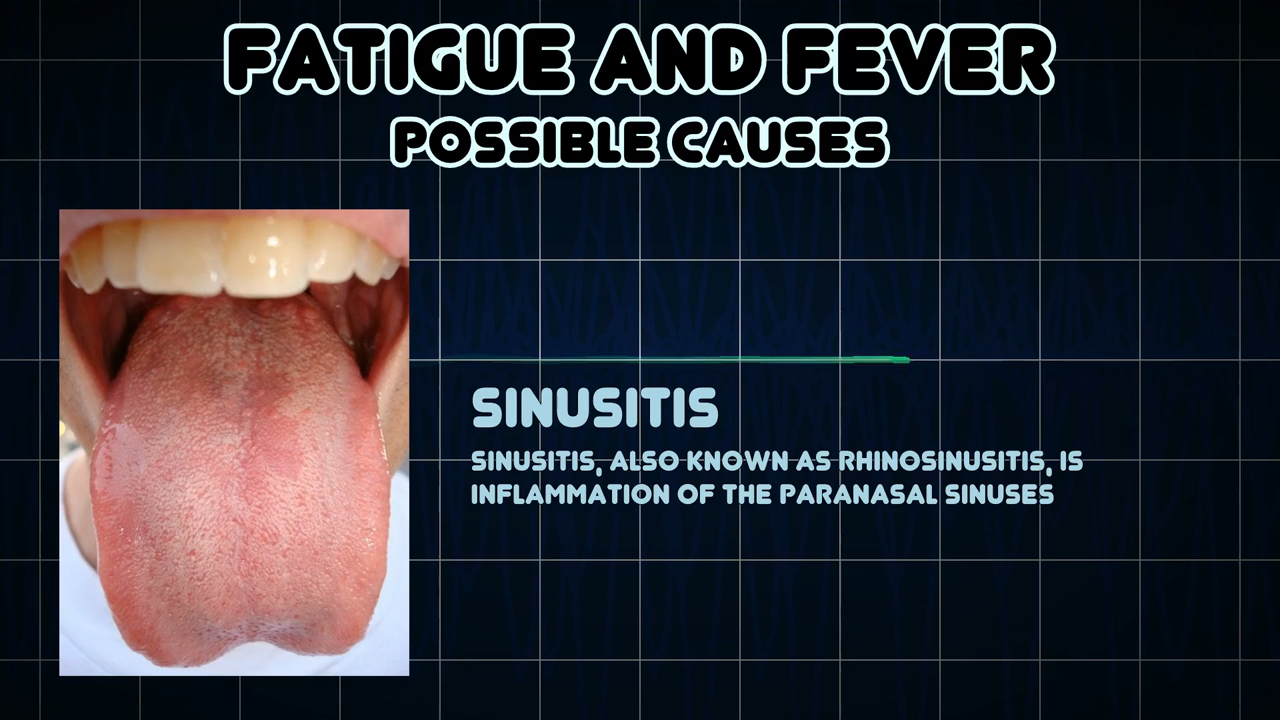 FATIGUE AND FEVER
POSSIBLE CAUSES
SINUSITIS
SINUSITIS, ALSO KNOWN AS RHINOSINUSITIS, IS
INFLAMMATION OF THE PARANASAL SINUSES